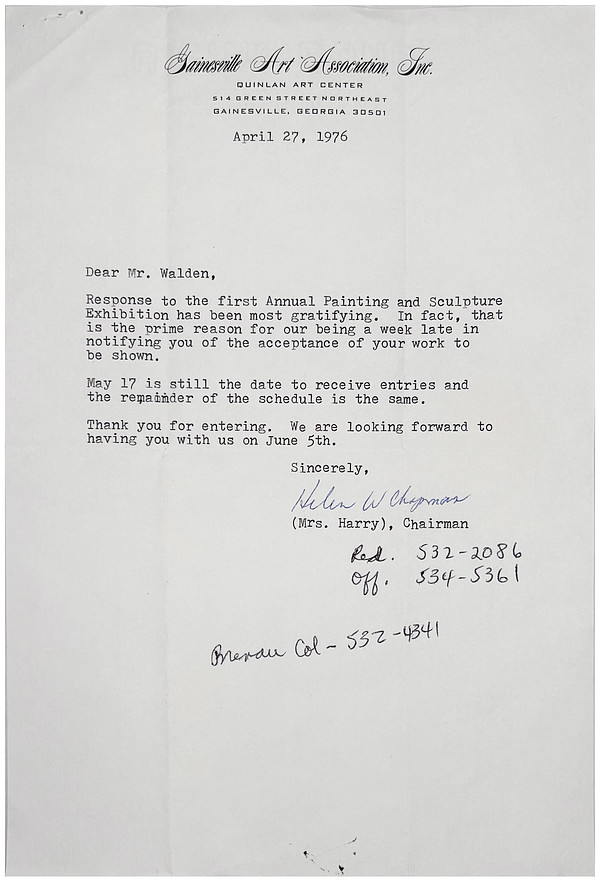 Gainesville Art Association, Inc.
QUINLAN ART CENTER
514 GREEN STREET NORTHEAST
GAINESVILLE, GEORGIA 30501
April 27, 1976
Dear Mr. Walden,
Response to the first Annual Painting and Sculpture
Exhibition has been most gratifying. In fact, that
is the prime reason for our being a week late in
notifying you of the acceptance of your work to
be shown.
May 17 is still the date to receive entries and
the remainder of the schedule is the same.
Thank you for entering. We are looking forward to
having you with us on June 5th.
Sincerely,
Helen W Chapman
(Mrs. Harry), Chairman
Red. 532-2086
Off. 534-5361
Brenau Col - 532-4341